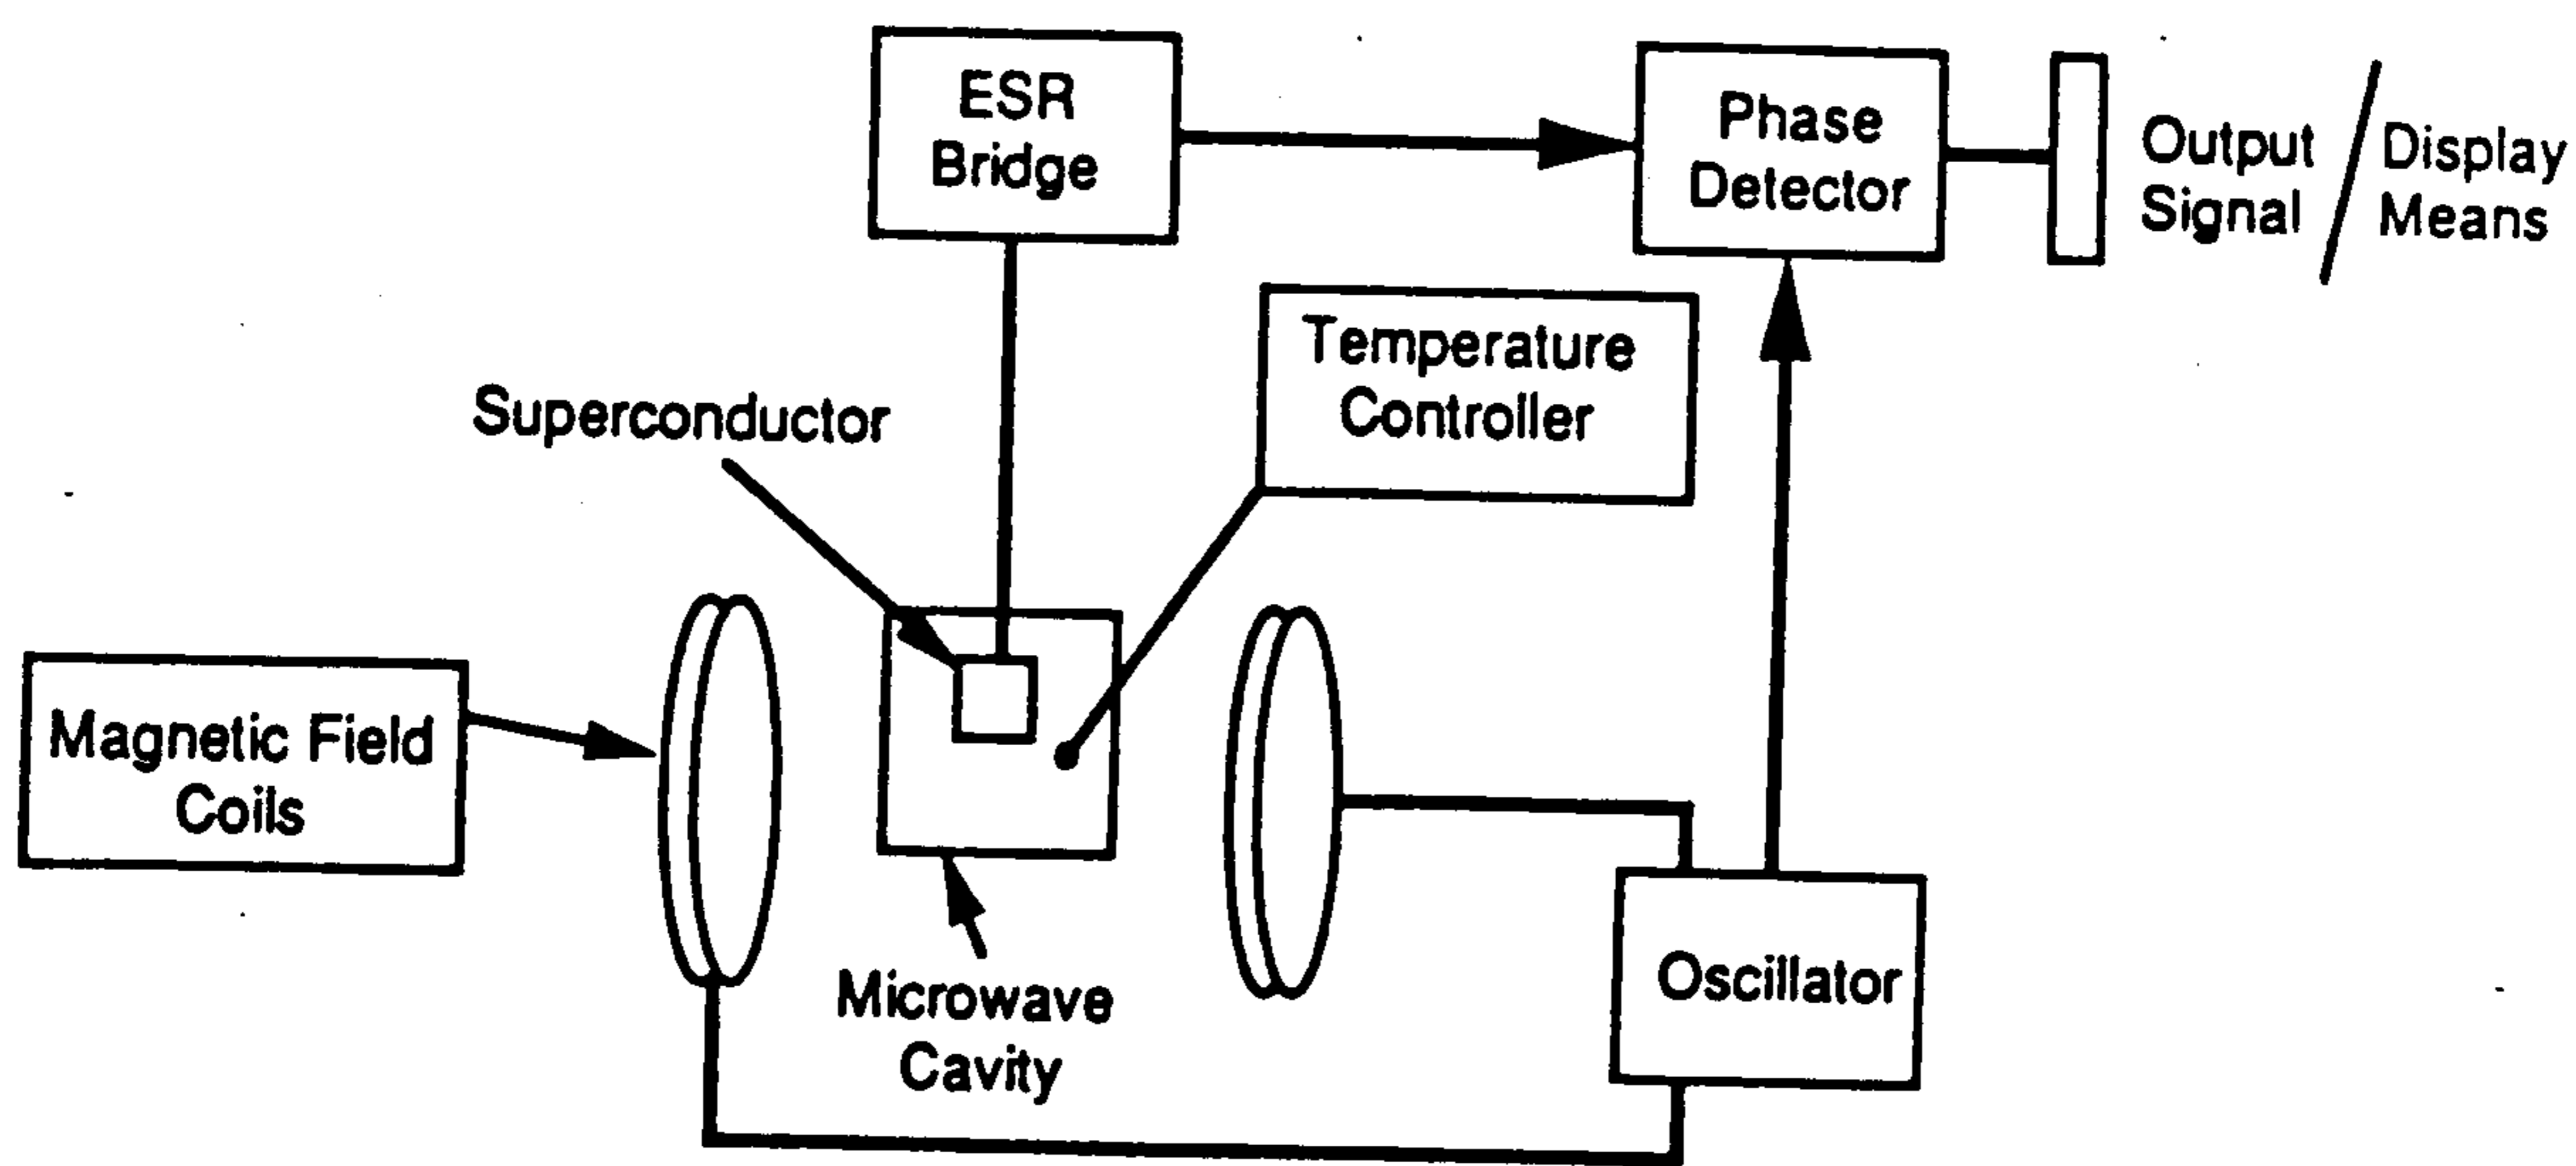 ESR
Bridge
Phase
Detector
Output
Signal
/
Display
Means
Temperature
Controller
Superconductor
Magnetic Field
Coils
Microwave
Cavity
Oscillator